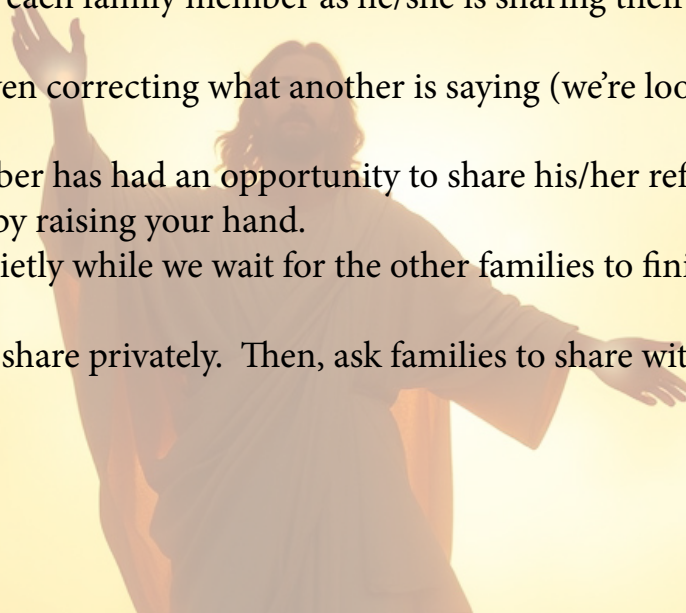 each family member as he/she is sharing their
en correcting what another is saying (we’re loo
ber has had an opportunity to share his/her ref
by raising your hand.
ietly while we wait for the other families to fini
share privately. Then, ask families to share wit